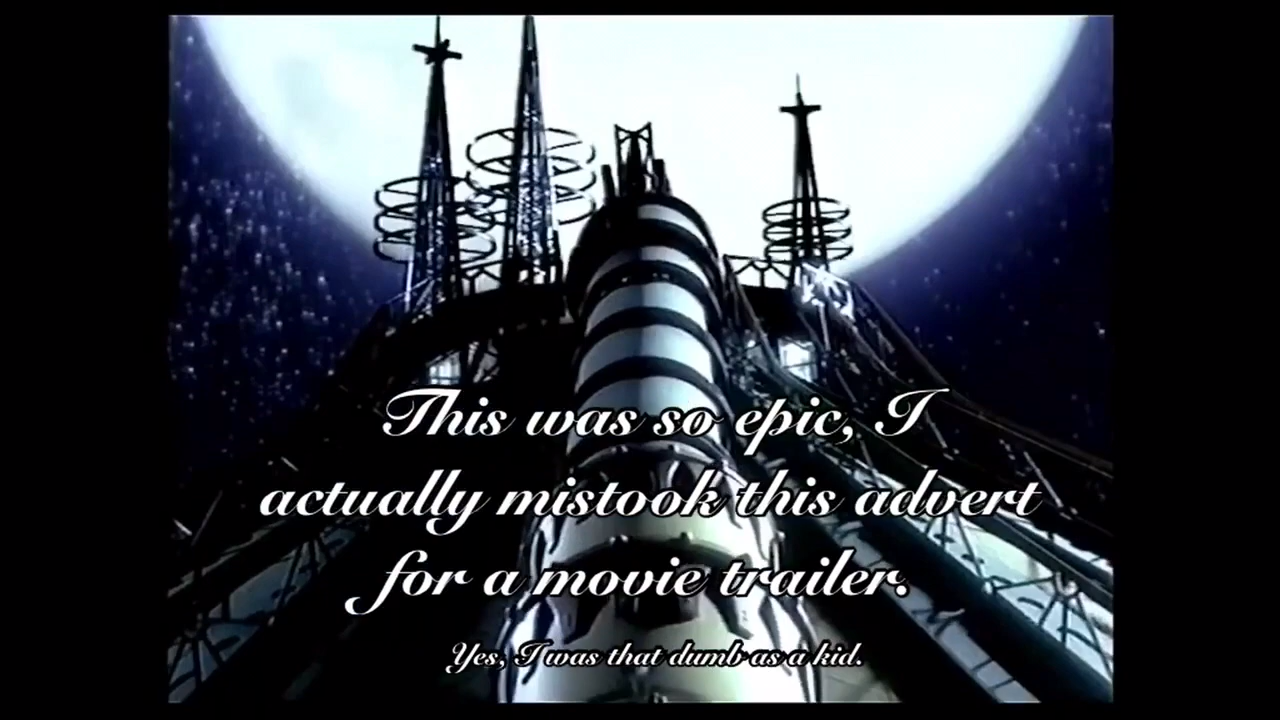 This was so epic, I
actually mistook this advert
for a movie trailer.
Yes, I was that dumb as a kid.